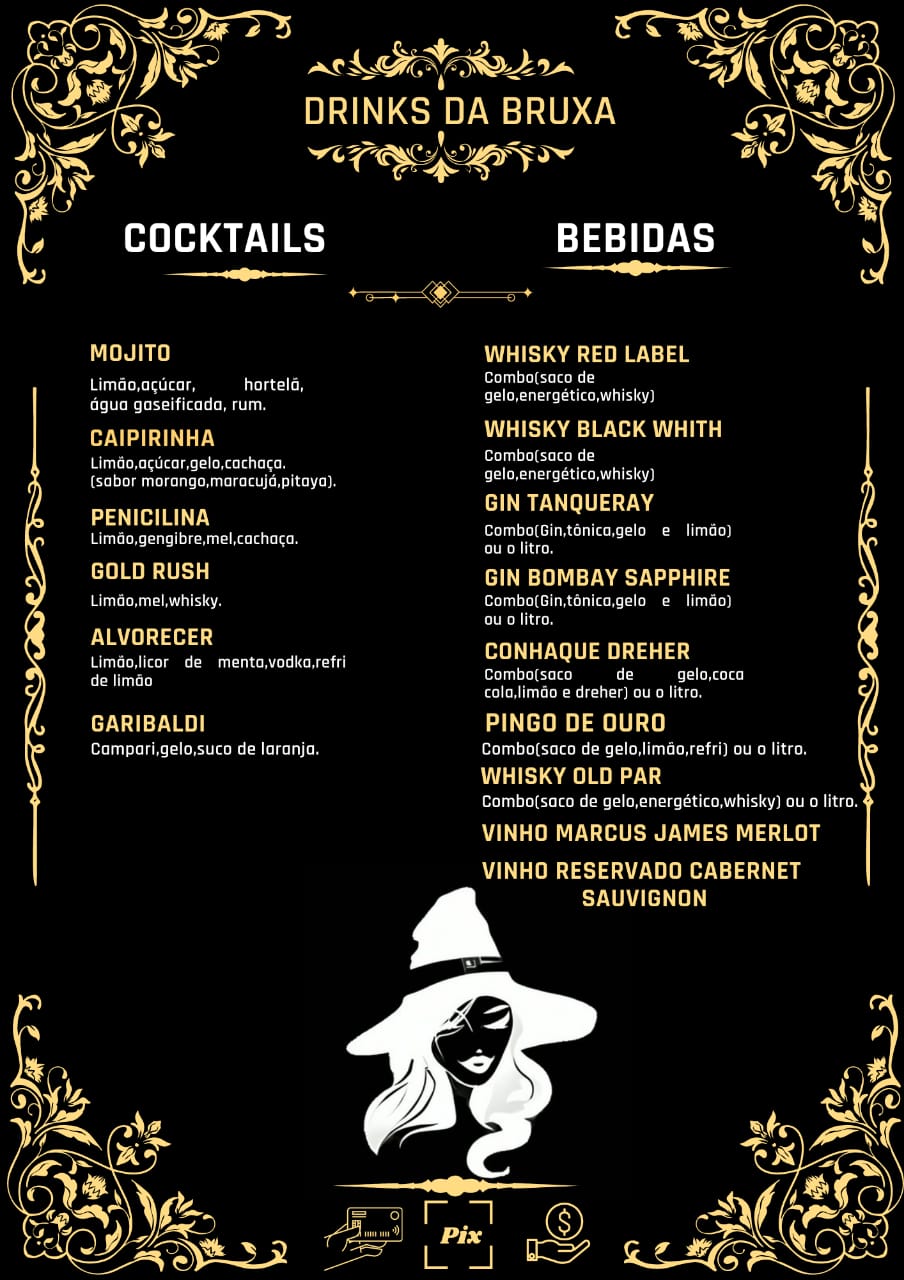 DRINKS DA BRUXA
COCKTAILS
MOJITO
Limão,açúcar, hortelã,
água gaseificada, rum.
CAIPIRINHA
Limão,açúcar,gelo,cachaça.
(sabor morango,maracujá,pitaya).
PENICILINA
Limão,gengibre,mel,cachaça.
GOLD RUSH
Limão,mel,whisky.
ALVORECER
Limão,licor de menta,vodka,refri
de limão
GARIBALDI
Campari,gelo,suco de laranja.
BEBIDAS
WHISKY RED LABEL
Combo(saco de
gelo,energético,whisky)
WHISKY BLACK WHITH
Combo(saco de
gelo,energético,whisky)
GIN TANQUERAY
Combo(Gin,tônica,gelo e limão)
ou o litro.
GIN BOMBAY SAPPHIRE
Combo(Gin,tônica,gelo e limão)
ou o litro.
CONHAQUE DREHER
Combo(saco de gelo,coca
cola,limão e dreher) ou o litro.
PINGO DE OURO
Combo(saco de gelo,limão,refri) ou o litro.
WHISKY OLD PAR
Combo(saco de gelo,energético,whisky) ou o litro.
VINHO MARCUS JAMES MERLOT
VINHO RESERVADO CABERNET
SAUVIGNON
Pix
$